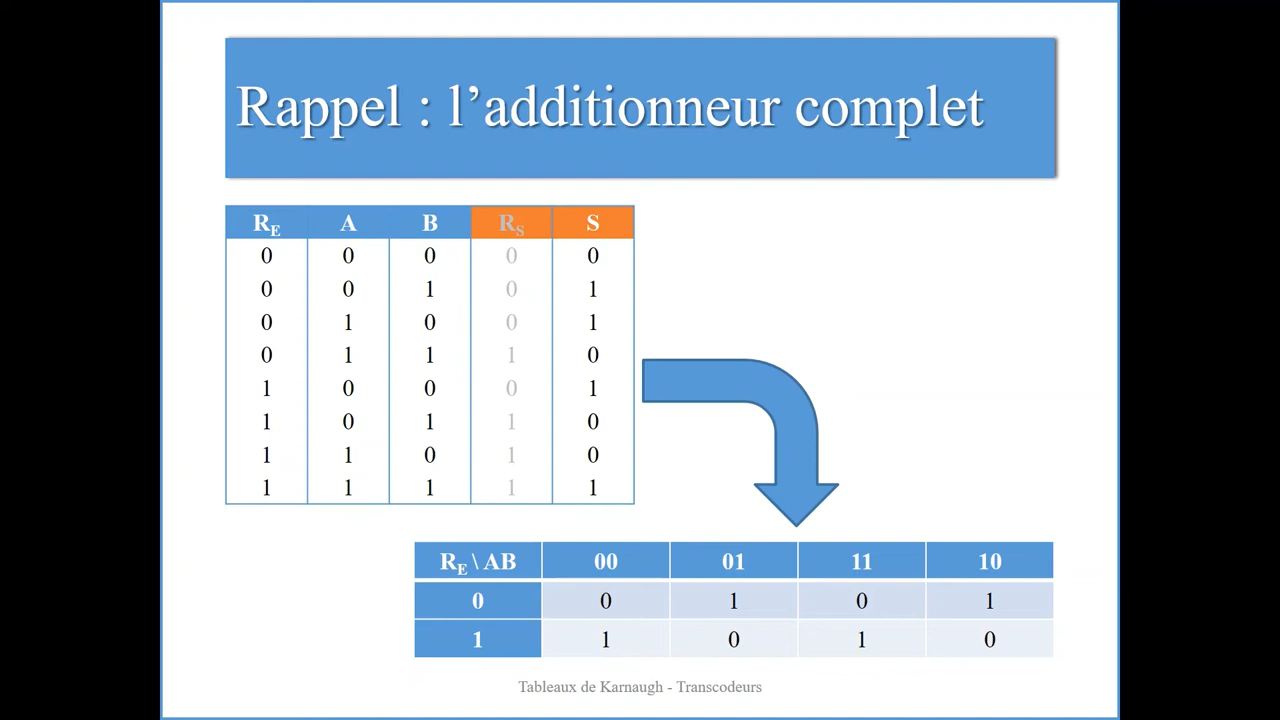 Rappel : l’additionneur complet
R_E A B R_S S
0 0 0 0 0
0 0 1 0 1
0 1 0 0 1
0 1 1 1 0
1 0 0 0 1
1 0 1 1 0
1 1 0 1 0
1 1 1 1 1
R_E \ AB 00 01 11 10
0 0 1 0 1
1 1 0 1 0
Tableaux de Karnaugh - Transcodeurs